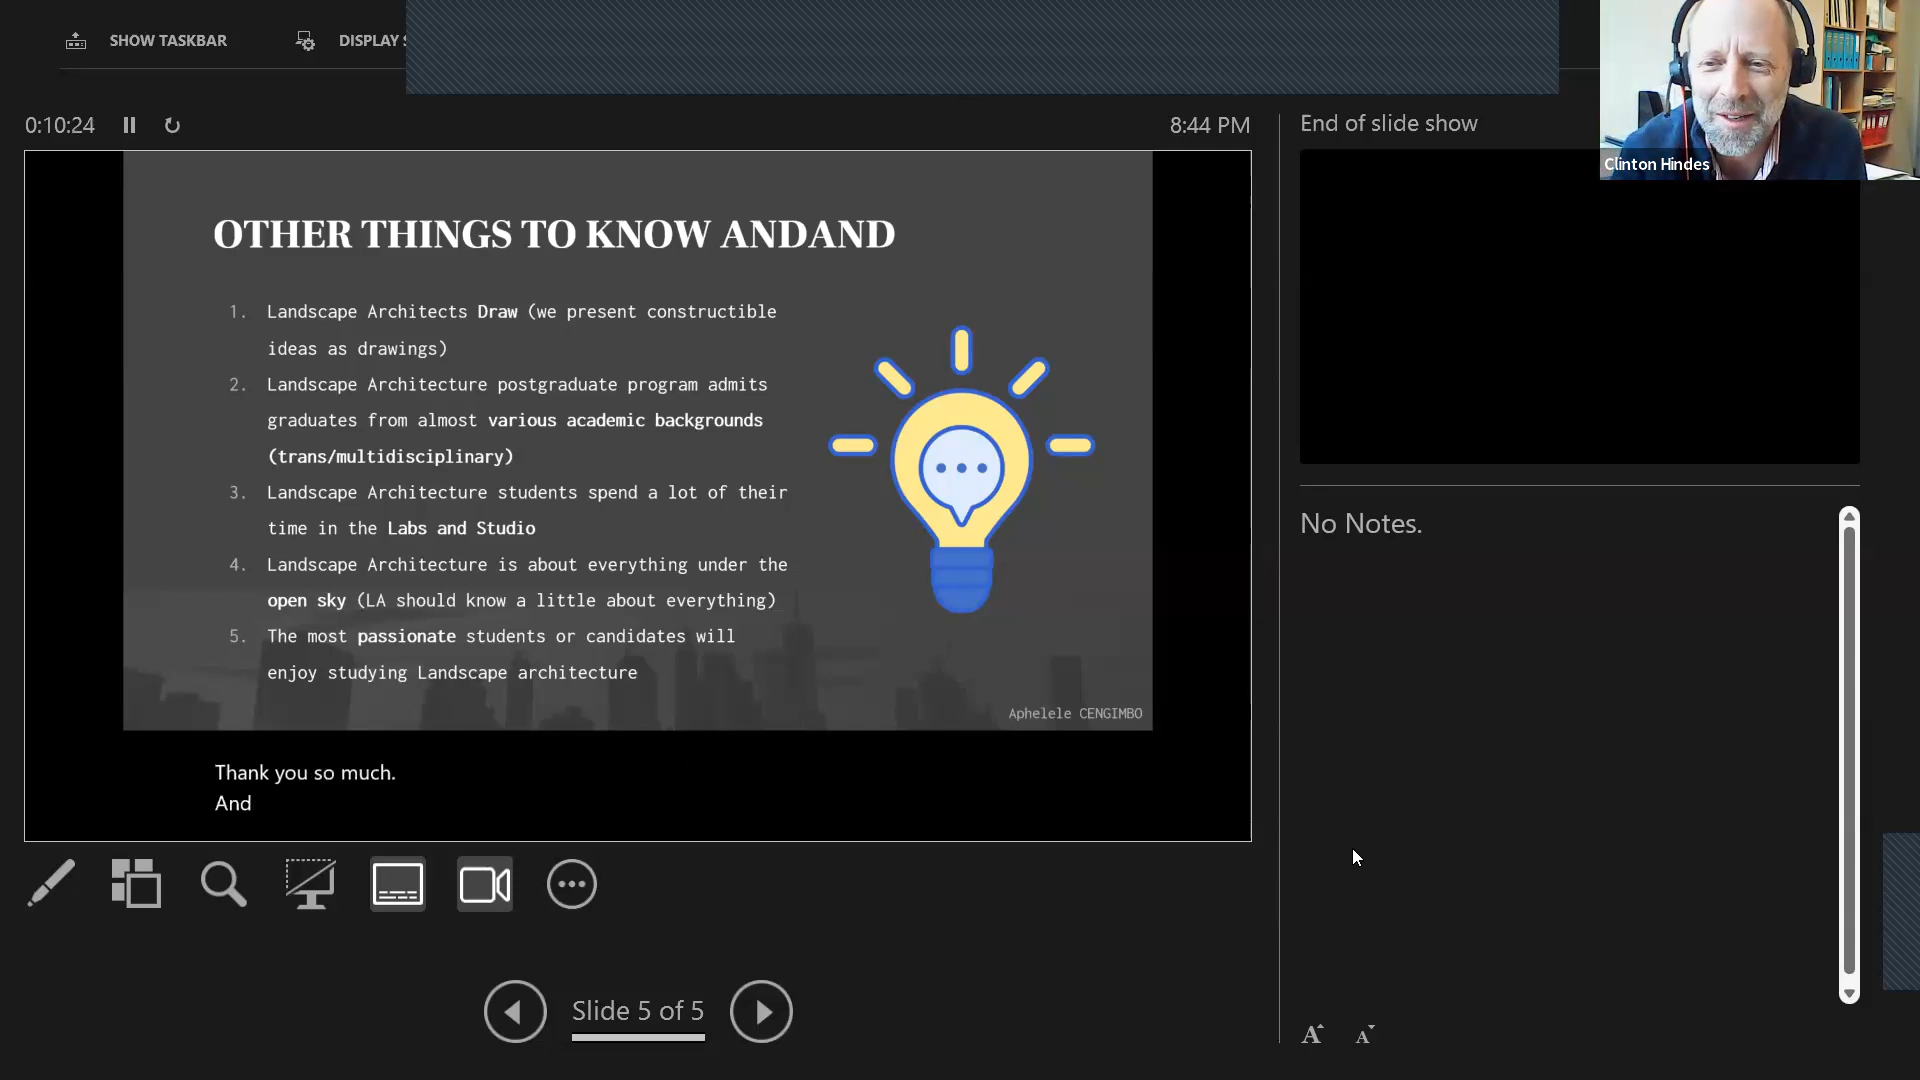 SHOW TASKBAR
DISPLAY S
0:10:24
8:44 PM
End of slide show
Clinton Hindes
OTHER THINGS TO KNOW ANDAND
1. Landscape Architects Draw (we present constructible
ideas as drawings)
2. Landscape Architecture postgraduate program admits
graduates from almost various academic backgrounds
(trans/multidisciplinary)
3. Landscape Architecture students spend a lot of their
time in the Labs and Studio
4. Landscape Architecture is about everything under the
open sky (LA should know a little about everything)
5. The most passionate students or candidates will
enjoy studying Landscape architecture
Aphelele CENGIMBO
Thank you so much.
And
No Notes.
Slide 5 of 5
A A